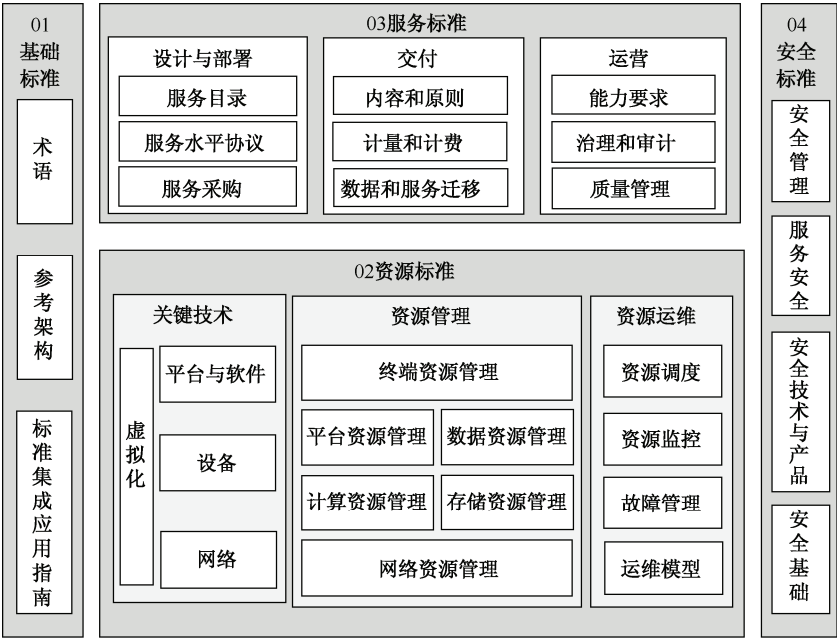 01
基础
标准
术语
参考架构
标准集成应用指南
03服务标准
设计与部署
服务目录
服务水平协议
服务采购
交付
内容和原则
计量和计费
数据和服务迁移
运营
能力要求
治理和审计
质量管理
02资源标准
关键技术
虚拟化
平台与软件
设备
网络
资源管理
终端资源管理
平台资源管理
数据资源管理
计算资源管理
存储资源管理
网络资源管理
资源运维
资源调度
资源监控
故障管理
运维模型
04
安全
标准
安全管理
服务安全
安全技术与产品
安全基础